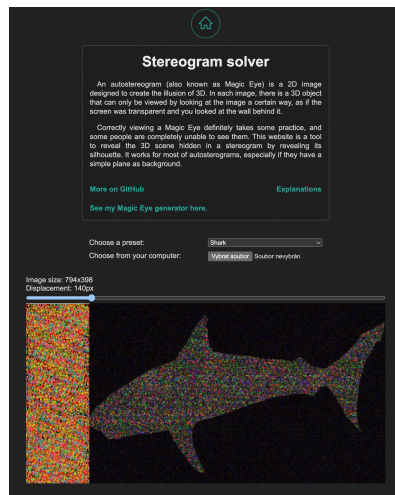 Stereogram solver
An autostereogram (also known as Magic Eye) is a 2D image
designed to create the illusion of 3D. In each image, there is a 3D object
that can only be viewed by looking at the image a certain way, as if the
screen was transparent and you looked at the wall behind it.
Correctly viewing a Magic Eye definitely takes some practice, and
some people are completely unable to see them. This website is a tool
to reveal the 3D scene hidden in a stereogram by revealing its
silhouette. It works for most of autosterograms, especially if they have a
simple plane as background.
More on GitHub Explanations
See my Magic Eye generator here.
Choose a preset: Shark
Choose from your computer: Vybrat soubor Soubor nevybrán
Image size: 794x398
Displacement: 140px